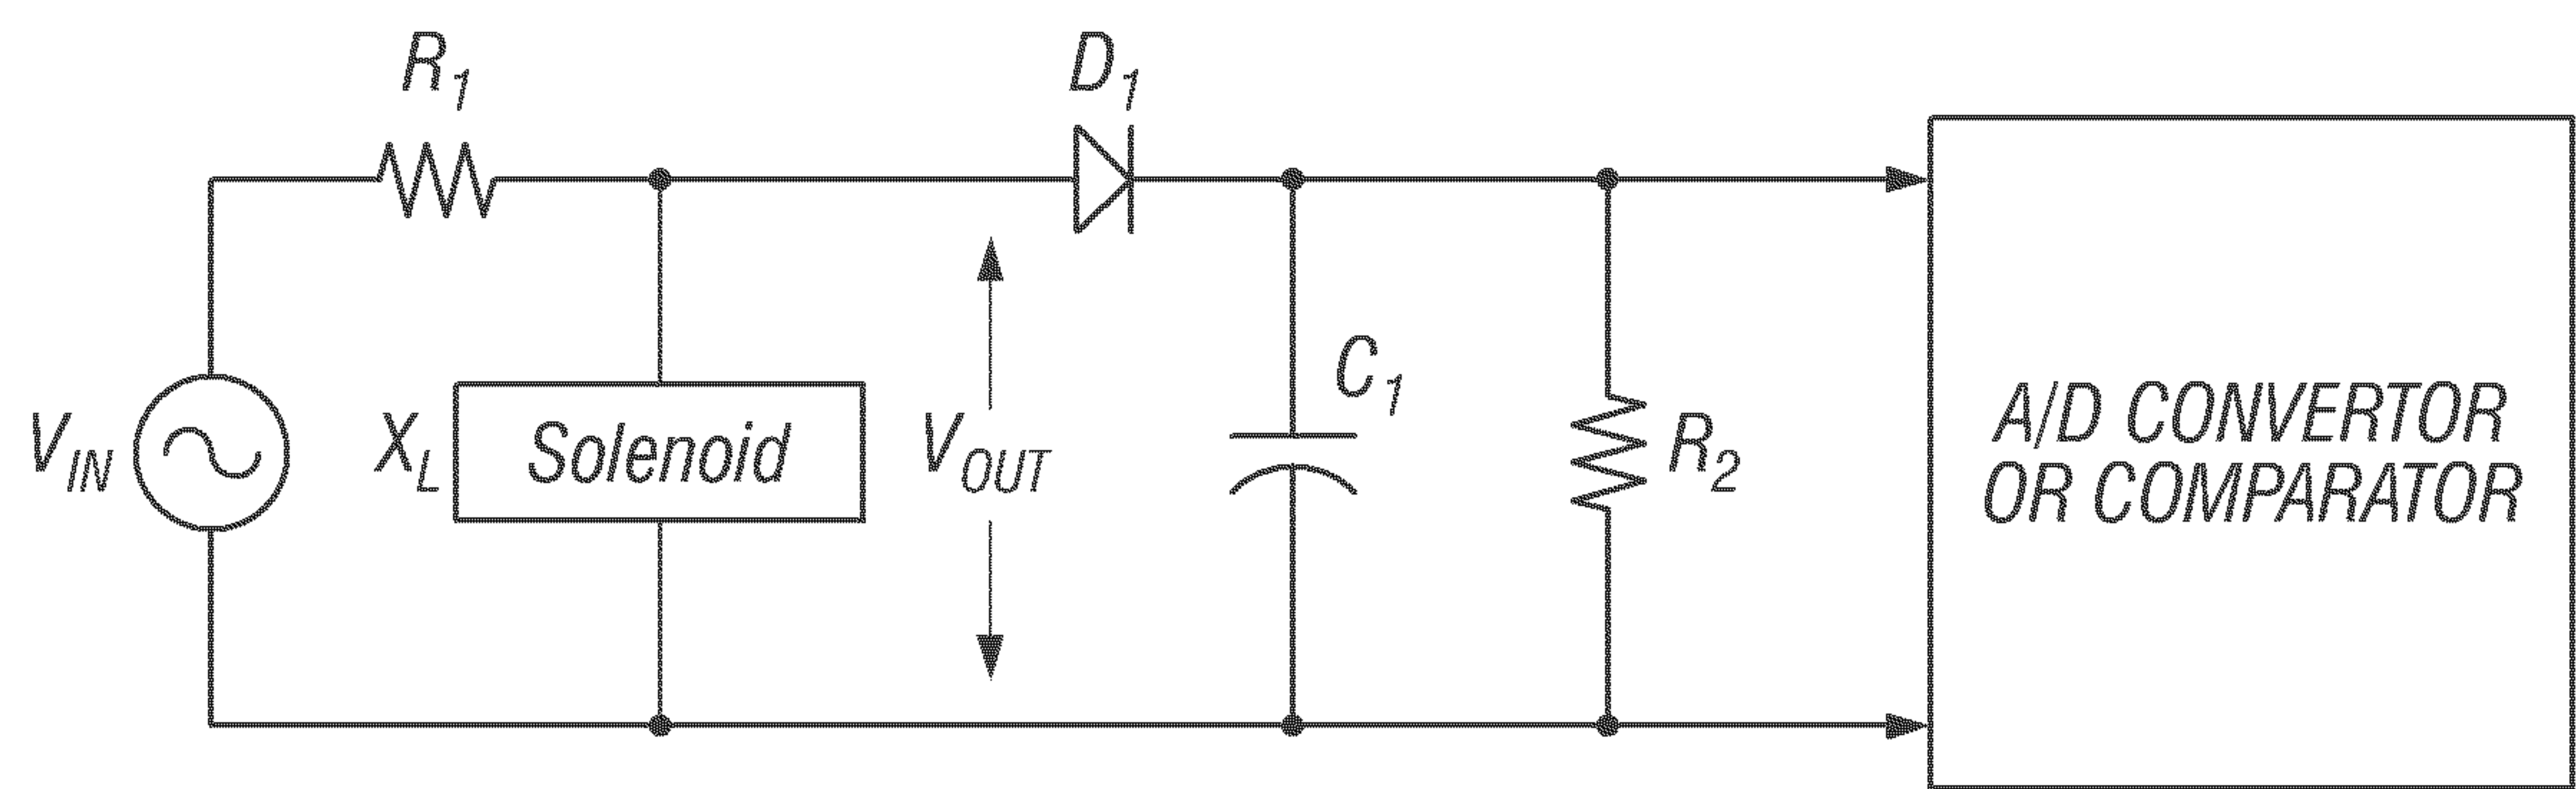 R1
D1
VIN
XL
Solenoid
VOUT
C1
R2
A/D CONVERTOR
OR COMPARATOR